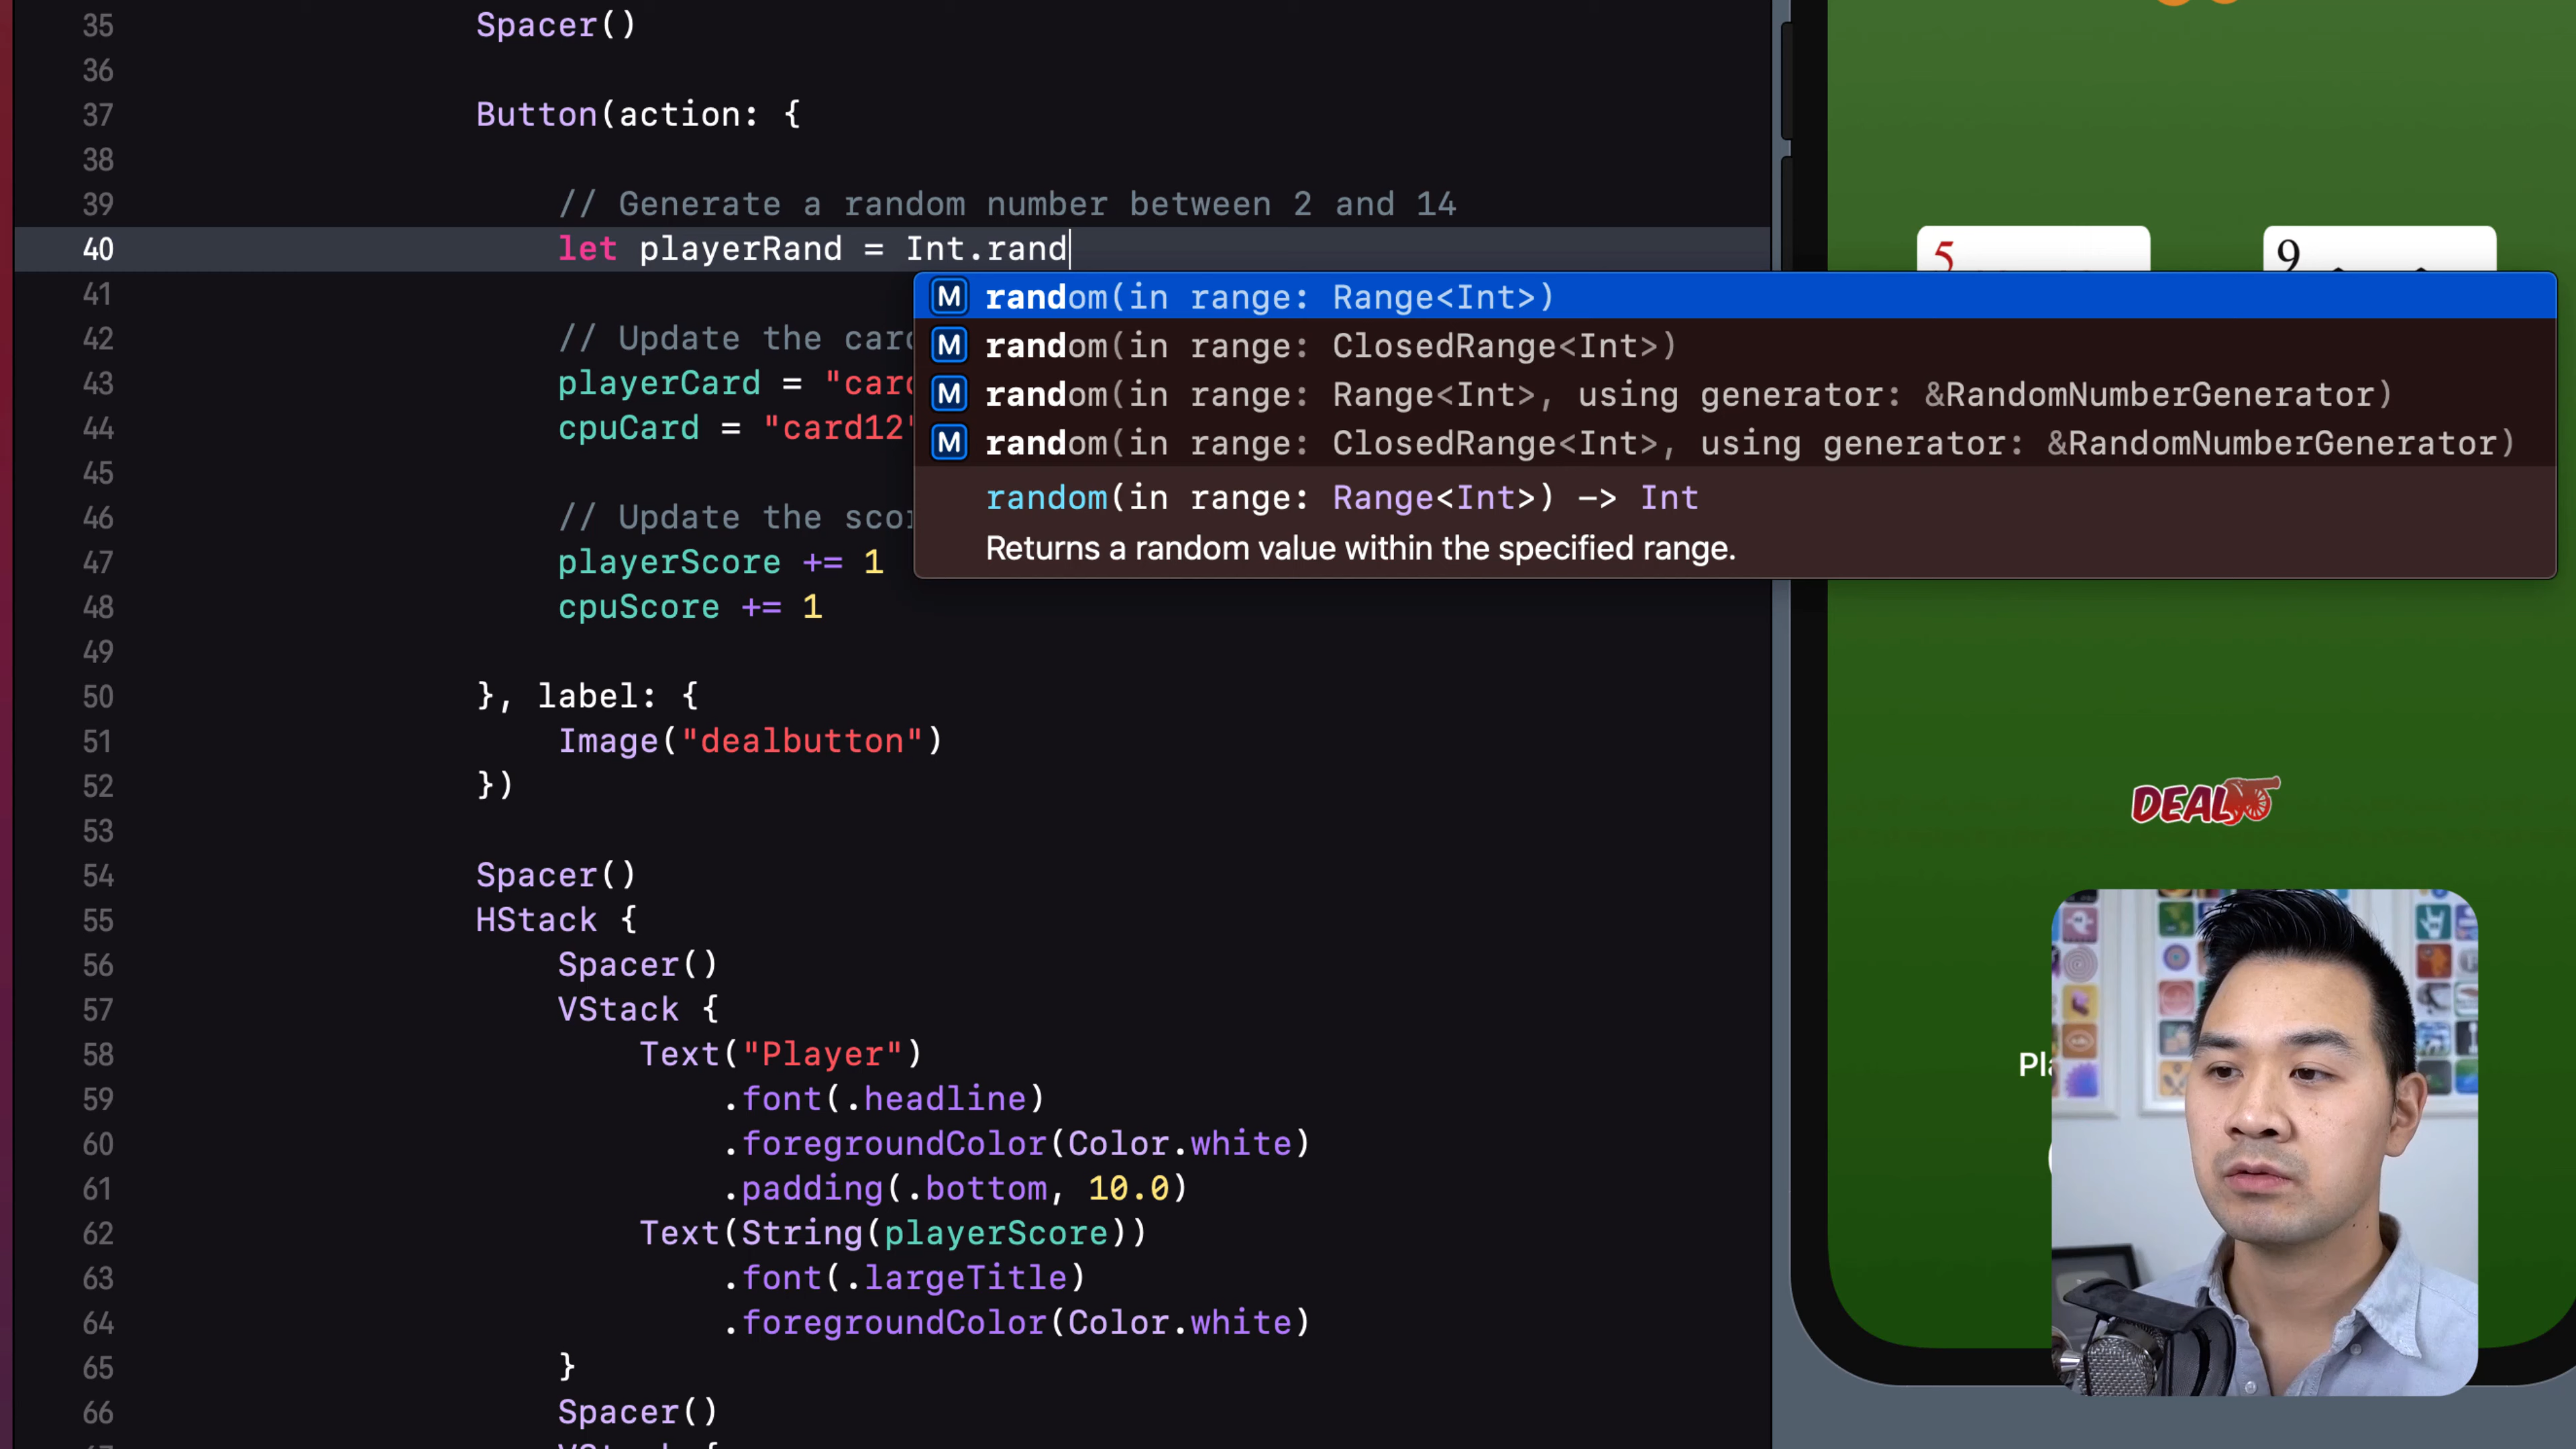 35 Spacer()
36
37 Button(action: {
38
39 // Generate a random number between 2 and 14
40 let playerRand = Int.rand
M random(in range: Range<Int>)
M random(in range: ClosedRange<Int>)
M random(in range: Range<Int>, using generator: &RandomNumberGenerator)
M random(in range: ClosedRange<Int>, using generator: &RandomNumberGenerator)
random(in range: Range<Int>) -> Int
Returns a random value within the specified range.
41
42 // Update the card
43 playerCard = "card
44 cpuCard = "card12"
45
46 // Update the scor
47 playerScore += 1
48 cpuScore += 1
49
50 }, label: {
51 Image("dealbutton")
52 })
53
54 Spacer()
55 HStack {
56 Spacer()
57 VStack {
58 Text("Player")
59 .font(.headline)
60 .foregroundColor(Color.white)
61 .padding(.bottom, 10.0)
62 Text(String(playerScore))
63 .font(.largeTitle)
64 .foregroundColor(Color.white)
65 }
66 Spacer()
67 VStack {
5
9
DEAL
Pla